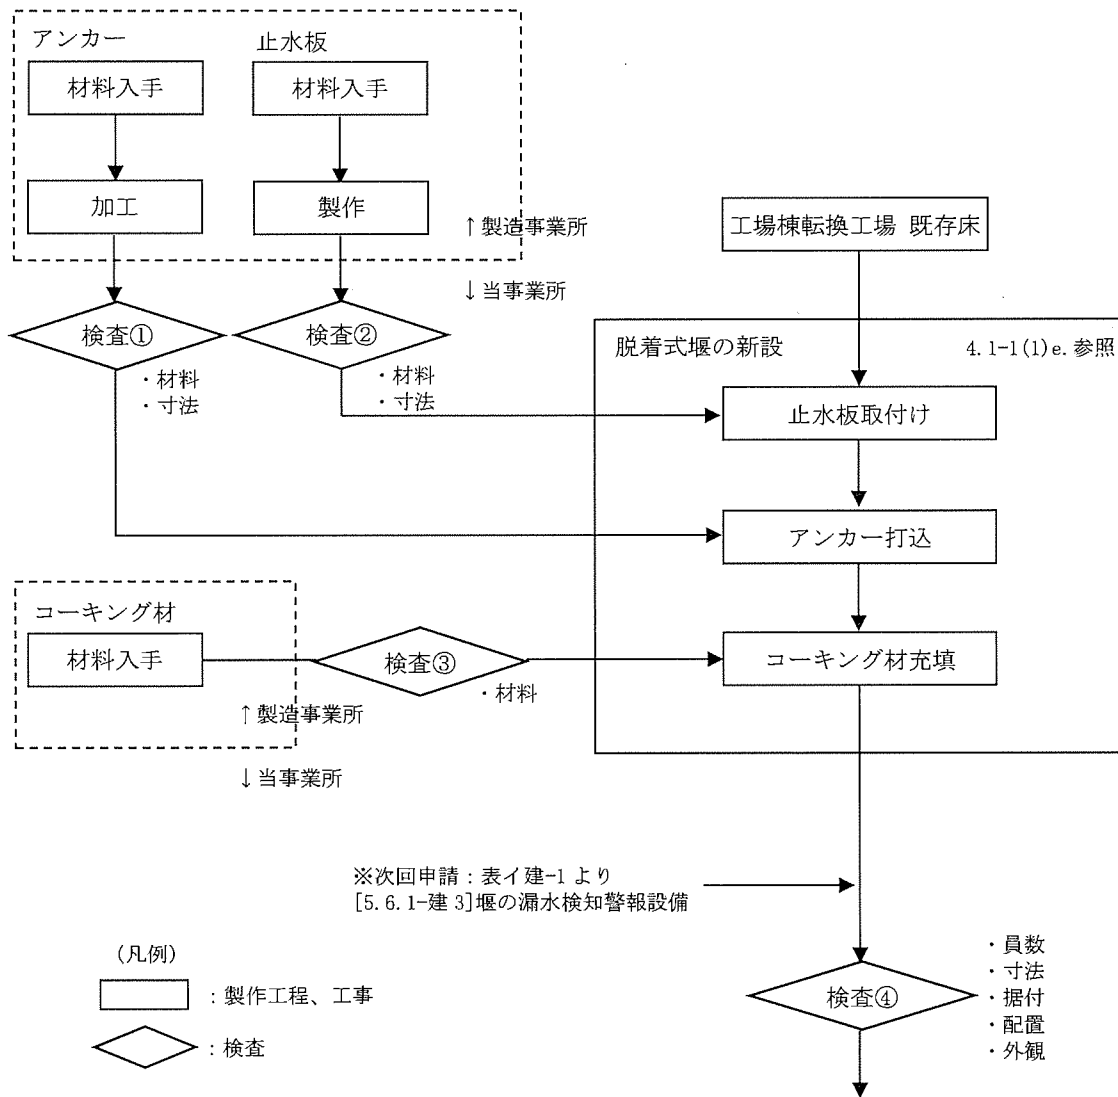 アンカー
止水板
材料入手
材料入手
加工
製作
↑製造事業所
↓当事業所
検査①
・材料
・寸法
検査②
・材料
・寸法
工場棟転換工場 既存床
脱着式堰の新設
4.1-1(1)e.参照
止水板取付け
アンカー打込
コーキング材
材料入手
検査③
・材料
コーキング材充填
↑製造事業所
↓当事業所
※次回申請：表イ建-1 より
[5.6.1-建 3]堰の漏水検知警報設備
検査④
・員数
・寸法
・据付
・配置
・外観
(凡例)
：製作工程、工事
：検査